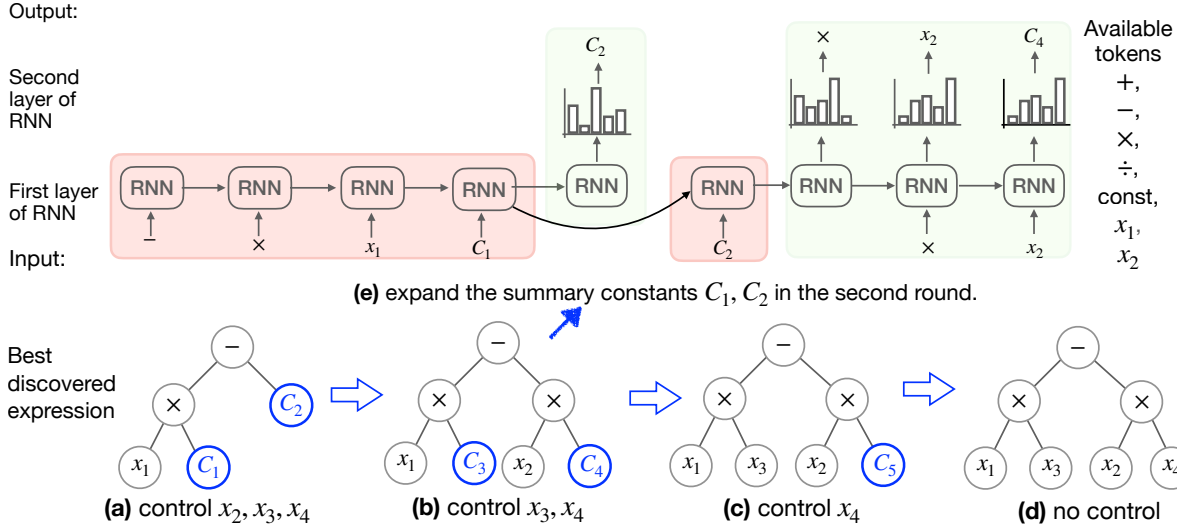 Output:
C₂
×
x₂
C₄
Available
tokens
+,
−,
×,
÷,
const,
x₁,
x₂
Second
layer of
RNN
First layer
of RNN
RNN RNN RNN RNN RNN RNN RNN RNN RNN
Input:
− × x₁ C₁ C₂ × x₂
(e) expand the summary constants C₁, C₂ in the second round.
Best
discovered
expression
− − − −
× C₂ × × × × × ×
x₁ C₁ x₁ C₃ x₂ C₄ x₁ x₃ x₂ C₅ x₁ x₃ x₂ x₄
(a) control x₂, x₃, x₄
(b) control x₃, x₄
(c) control x₄
(d) no control